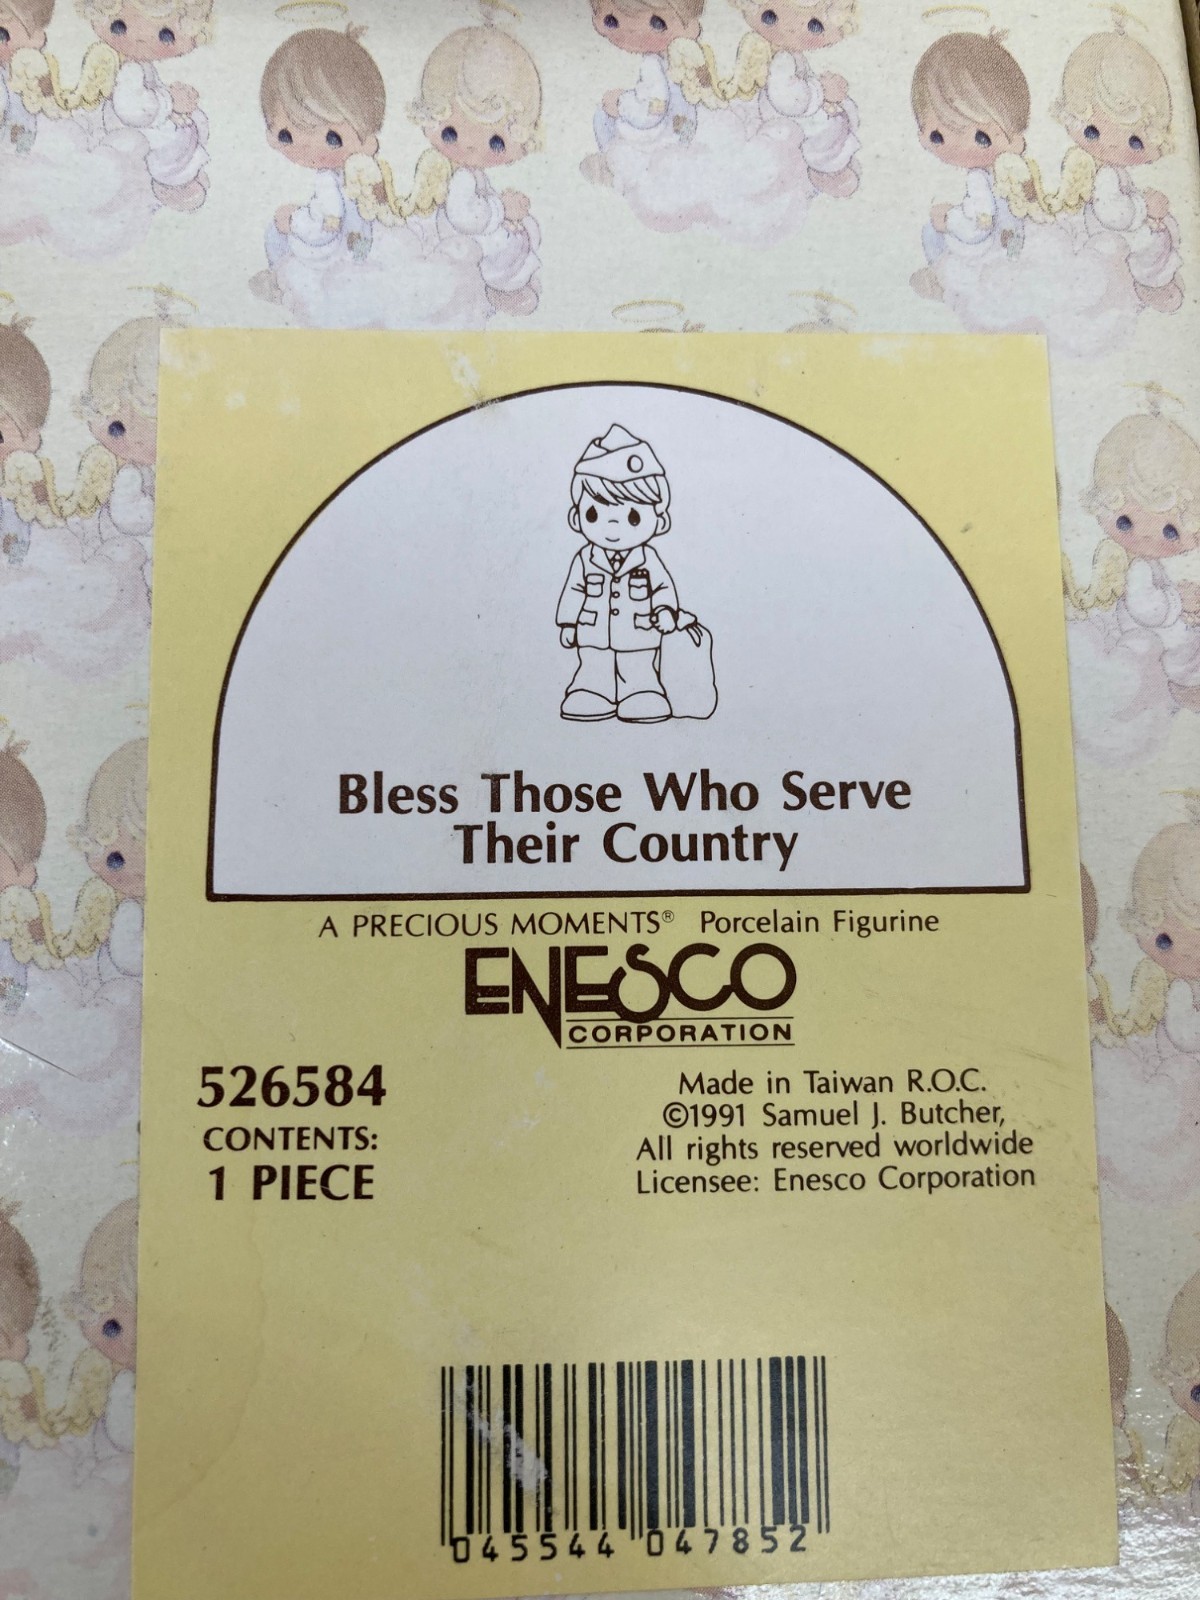 Bless Those Who Serve
Their Country
A PRECIOUS MOMENTS® Porcelain Figurine
ENESCO
CORPORATION
526584
CONTENTS:
1 PIECE
Made in Taiwan R.O.C.
©1991 Samuel J. Butcher,
All rights reserved worldwide
Licensee: Enesco Corporation
045544 047852